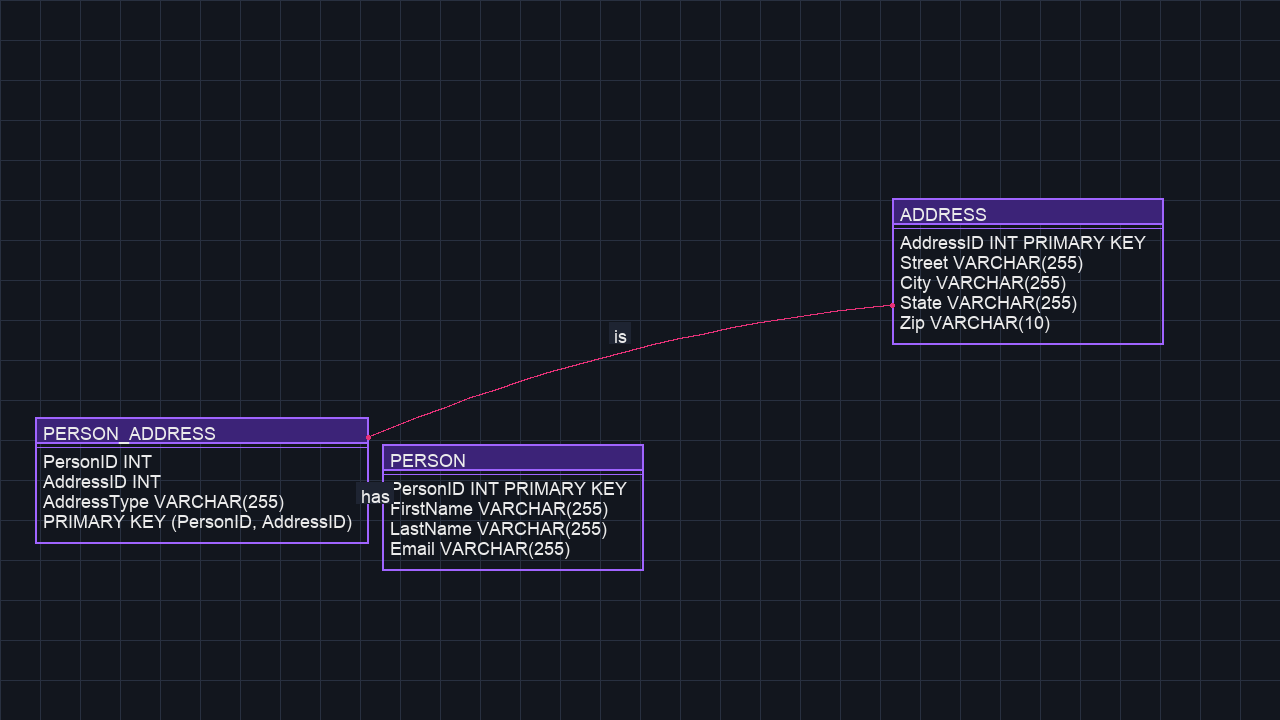 ADDRESS
AddressID INT PRIMARY KEY
Street VARCHAR(255)
City VARCHAR(255)
State VARCHAR(255)
Zip VARCHAR(10)
is
PERSON_ADDRESS
PersonID INT
AddressID INT
AddressType VARCHAR(255)
PRIMARY KEY (PersonID, AddressID)
has
PERSON
PersonID INT PRIMARY KEY
FirstName VARCHAR(255)
LastName VARCHAR(255)
Email VARCHAR(255)